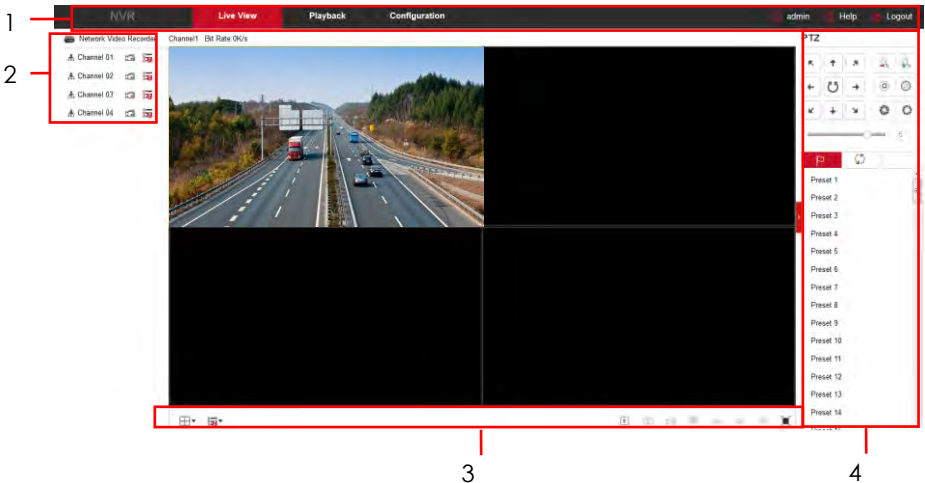 1
NVR Live View Playback Configuration admin Help Logout
2
Network Video Recorder
Channel 01
Channel 02
Channel 03
Channel 04
Channel1 Bit Rate:0K/s
PTZ
6
Preset 1
Preset 2
Preset 3
Preset 4
Preset 5
Preset 6
Preset 7
Preset 8
Preset 9
Preset 10
Preset 11
Preset 12
Preset 13
Preset 14
3
4